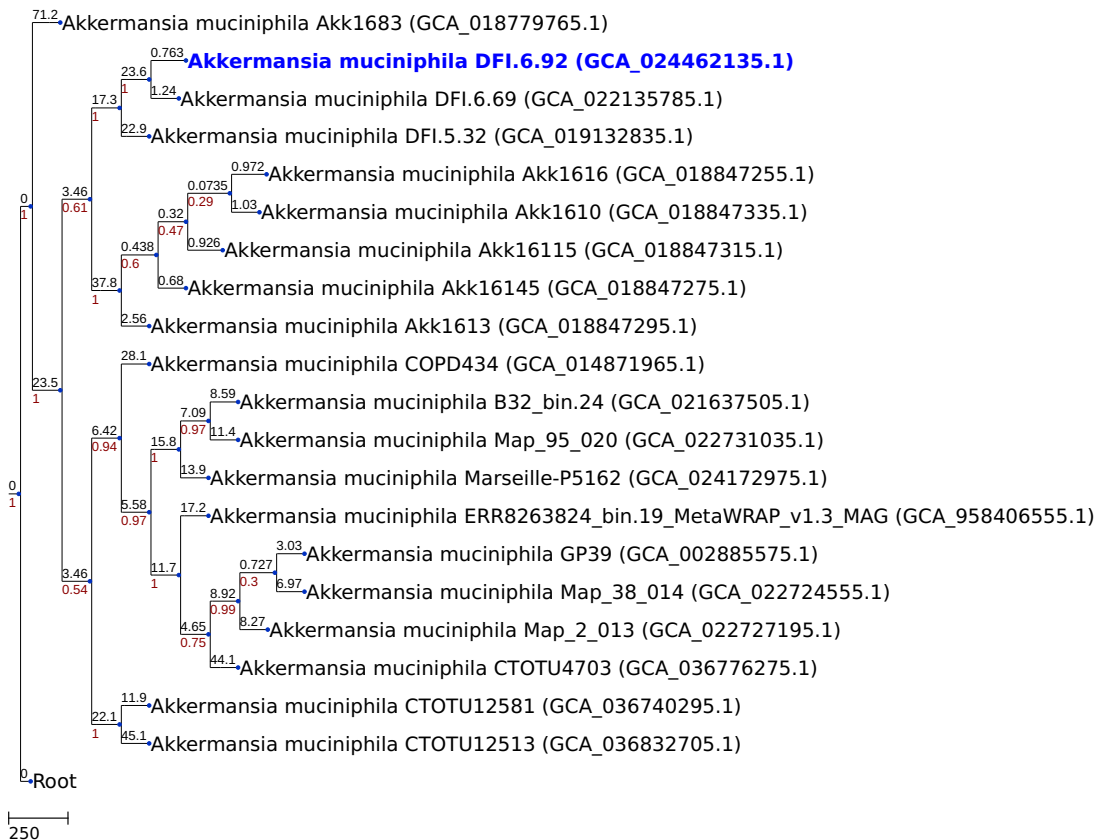 71.2 Akkermansia muciniphila Akk1683 (GCA_018779765.1)
0.763 Akkermansia muciniphila DFI.6.92 (GCA_024462135.1)
23.6
1
1.24 Akkermansia muciniphila DFI.6.69 (GCA_022135785.1)
17.3
1
22.9 Akkermansia muciniphila DFI.5.32 (GCA_019132835.1)
0.972 Akkermansia muciniphila Akk1616 (GCA_018847255.1)
0.0735
0.29
3.46
0.61
0
1
1.03 Akkermansia muciniphila Akk1610 (GCA_018847335.1)
0.32
0.47
0.926 Akkermansia muciniphila Akk16115 (GCA_018847315.1)
0.438
0.6
0.68 Akkermansia muciniphila Akk16145 (GCA_018847275.1)
37.8
1
2.56 Akkermansia muciniphila Akk1613 (GCA_018847295.1)
28.1 Akkermansia muciniphila COPD434 (GCA_014871965.1)
23.5
1
8.59 Akkermansia muciniphila B32_bin.24 (GCA_021637505.1)
7.09
0.97
11.4 Akkermansia muciniphila Map_95_020 (GCA_022731035.1)
6.42
0.94
15.8
1
13.9 Akkermansia muciniphila Marseille-P5162 (GCA_024172975.1)
0
1
5.58
0.97
17.2 Akkermansia muciniphila ERR8263824_bin.19_MetaWRAP_v1.3_MAG (GCA_958406555.1)
3.03 Akkermansia muciniphila GP39 (GCA_002885575.1)
0.727
0.3
11.7
1
3.46
0.54
6.97 Akkermansia muciniphila Map_38_014 (GCA_022724555.1)
8.92
0.99
8.27 Akkermansia muciniphila Map_2_013 (GCA_022727195.1)
4.65
0.75
44.1 Akkermansia muciniphila CTOTU4703 (GCA_036776275.1)
11.9 Akkermansia muciniphila CTOTU12581 (GCA_036740295.1)
22.1
1
45.1 Akkermansia muciniphila CTOTU12513 (GCA_036832705.1)
0 Root
250